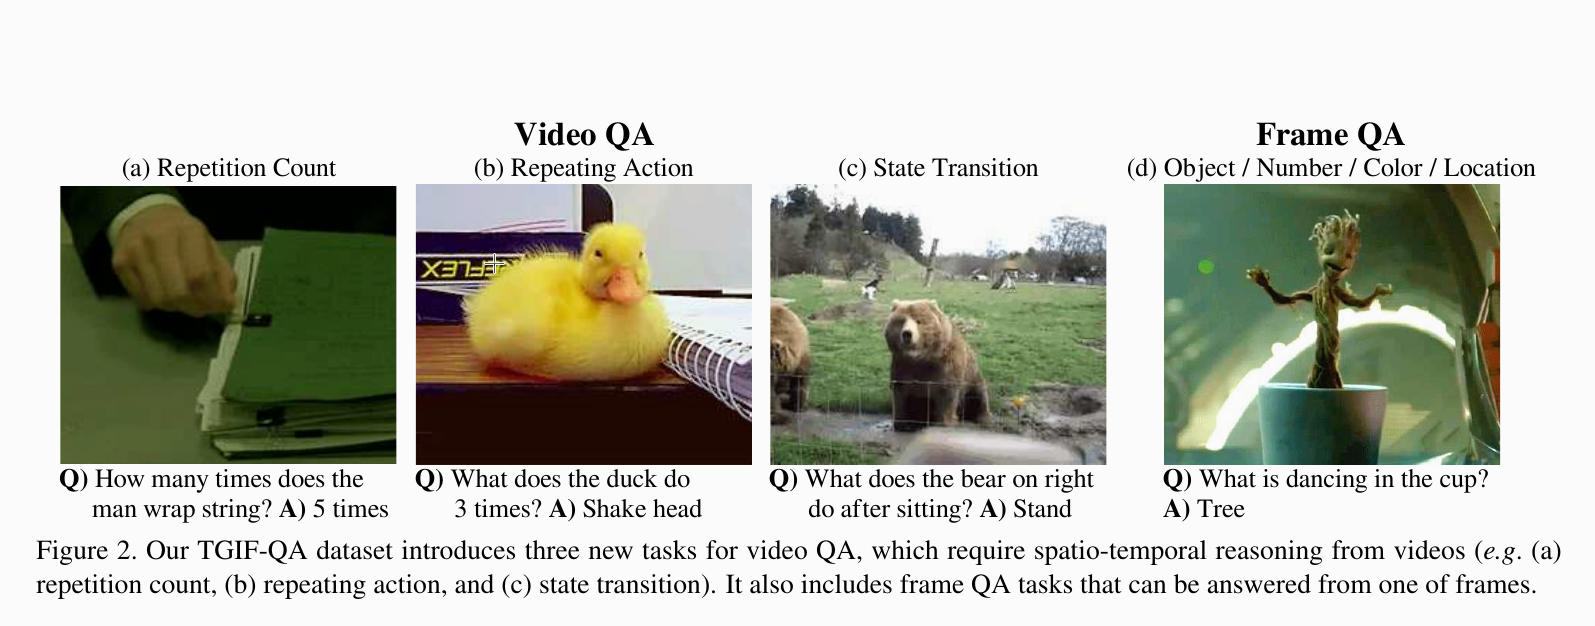 Video QA
Frame QA
(a) Repetition Count
(b) Repeating Action
(c) State Transition
(d) Object / Number / Color / Location
REFLEX
Q) How many times does the
man wrap string? A) 5 times
Q) What does the duck do
3 times? A) Shake head
Q) What does the bear on right
do after sitting? A) Stand
Q) What is dancing in the cup?
A) Tree
Figure 2. Our TGIF-QA dataset introduces three new tasks for video QA, which require spatio-temporal reasoning from videos (e.g. (a)
repetition count, (b) repeating action, and (c) state transition). It also includes frame QA tasks that can be answered from one of frames.